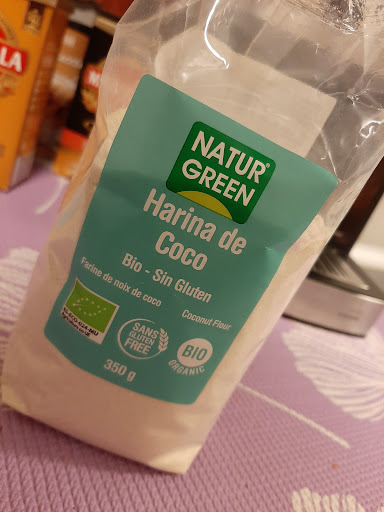 LA
NATUR
GREEN
Harina de
Coco
Bio - Sin Gluten
Farine de noix de coco
Coconut Flour
SANS
GLUTEN
FREE
BIO
ORGANIC
350 g